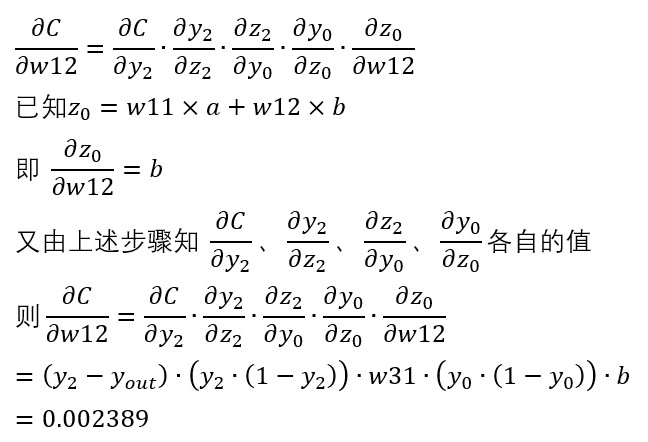 ∂C/∂w12 = ∂C/∂y₂ · ∂y₂/∂z₂ · ∂z₂/∂y₀ · ∂y₀/∂z₀ · ∂z₀/∂w12
已知z₀ = w11 × a + w12 × b
即 ∂z₀/∂w12 = b
又由上述步骤知 ∂C/∂y₂ 、 ∂y₂/∂z₂ 、 ∂z₂/∂y₀ 、 ∂y₀/∂z₀ 各自的值
则 ∂C/∂w12 = ∂C/∂y₂ · ∂y₂/∂z₂ · ∂z₂/∂y₀ · ∂y₀/∂z₀ · ∂z₀/∂w12
= (y₂ − y_out) · (y₂ · (1 − y₂)) · w31 · (y₀ · (1 − y₀)) · b
= 0.002389